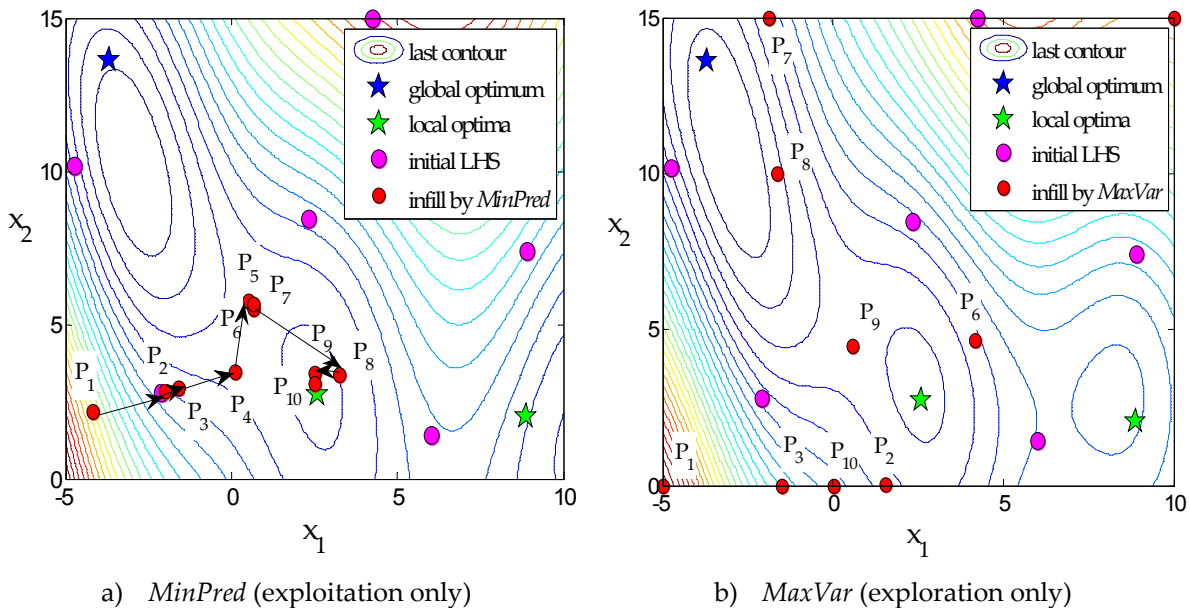 15
10
5
0
-5
0
5
10
x2
x1
last contour
global optimum
local optima
initial LHS
infill by MinPred
P1
P2
P3
P4
P5
P6
P7
P8
P9
P10
a) MinPred (exploitation only)
15
10
5
0
-5
0
5
10
x2
x1
last contour
global optimum
local optima
initial LHS
infill by MaxVar
P7
P8
P9
P6
P1
P3
P10
P2
b) MaxVar (exploration only)